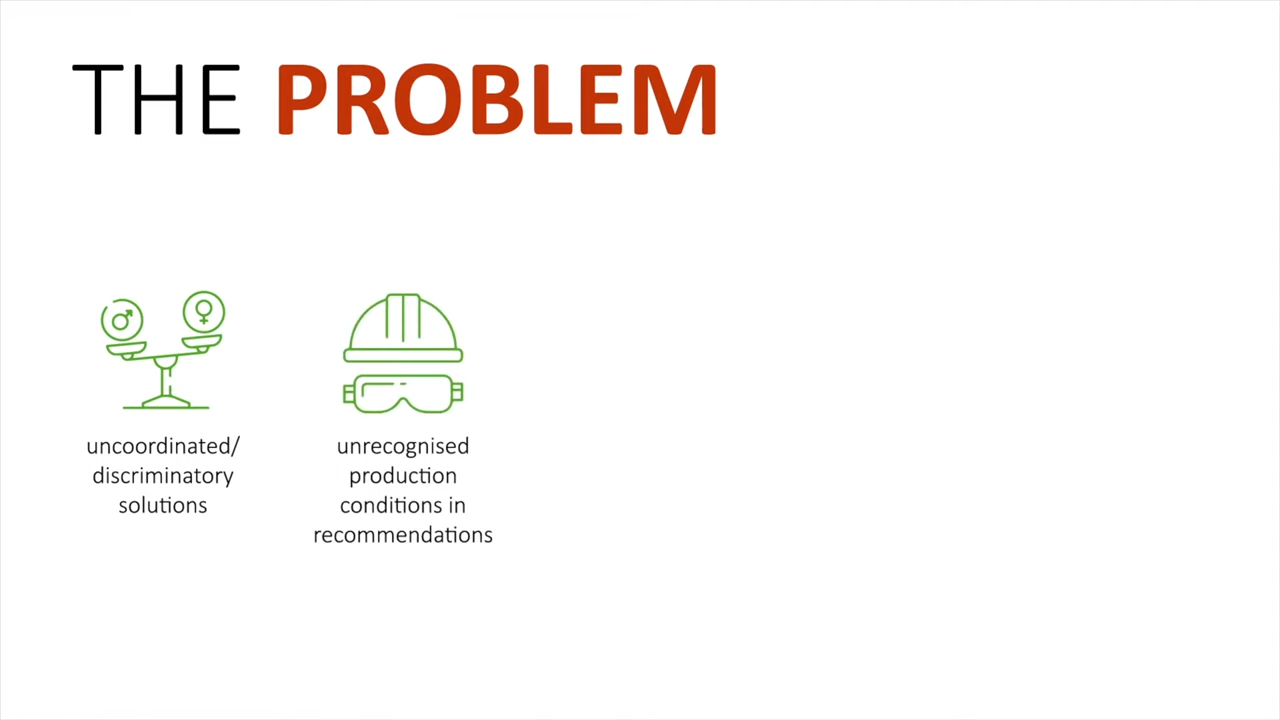 THE PROBLEM
uncoordinated/
discriminatory
solutions
unrecognised
production
conditions in
recommendations